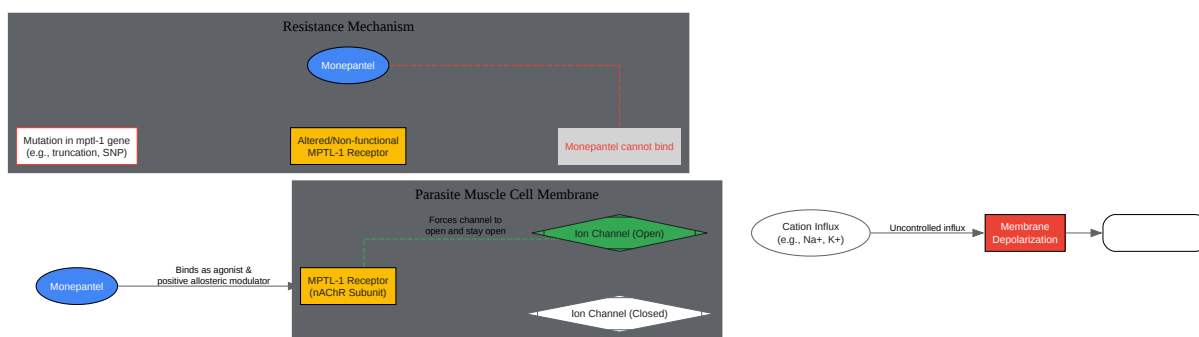 Resistance Mechanism
Monepantel
Mutation in mptl-1 gene
(e.g., truncation, SNP)
Altered/Non-functional
MPTL-1 Receptor
Monepantel cannot bind
Parasite Muscle Cell Membrane
Forces channel to
open and stay open
Ion Channel (Open)
Cation Influx
(e.g., Na+, K+)
Uncontrolled influx
Membrane
Depolarization
Monepantel
Binds as agonist &
positive allosteric modulator
MPTL-1 Receptor
(nAChR Subunit)
Ion Channel (Closed)